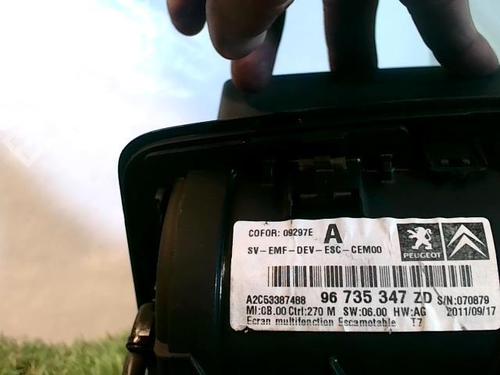 COFOR: 09297E A
SV-EMF-DEV-ESC-CEM00
PEUGEOT
A2C53387488 96 735 347 ZD S/N:070879
MI:GB.00 Ctrl:270 M SW:06.00 HW:AG 2011/09/17
Ecran multifonction Escamotable T7